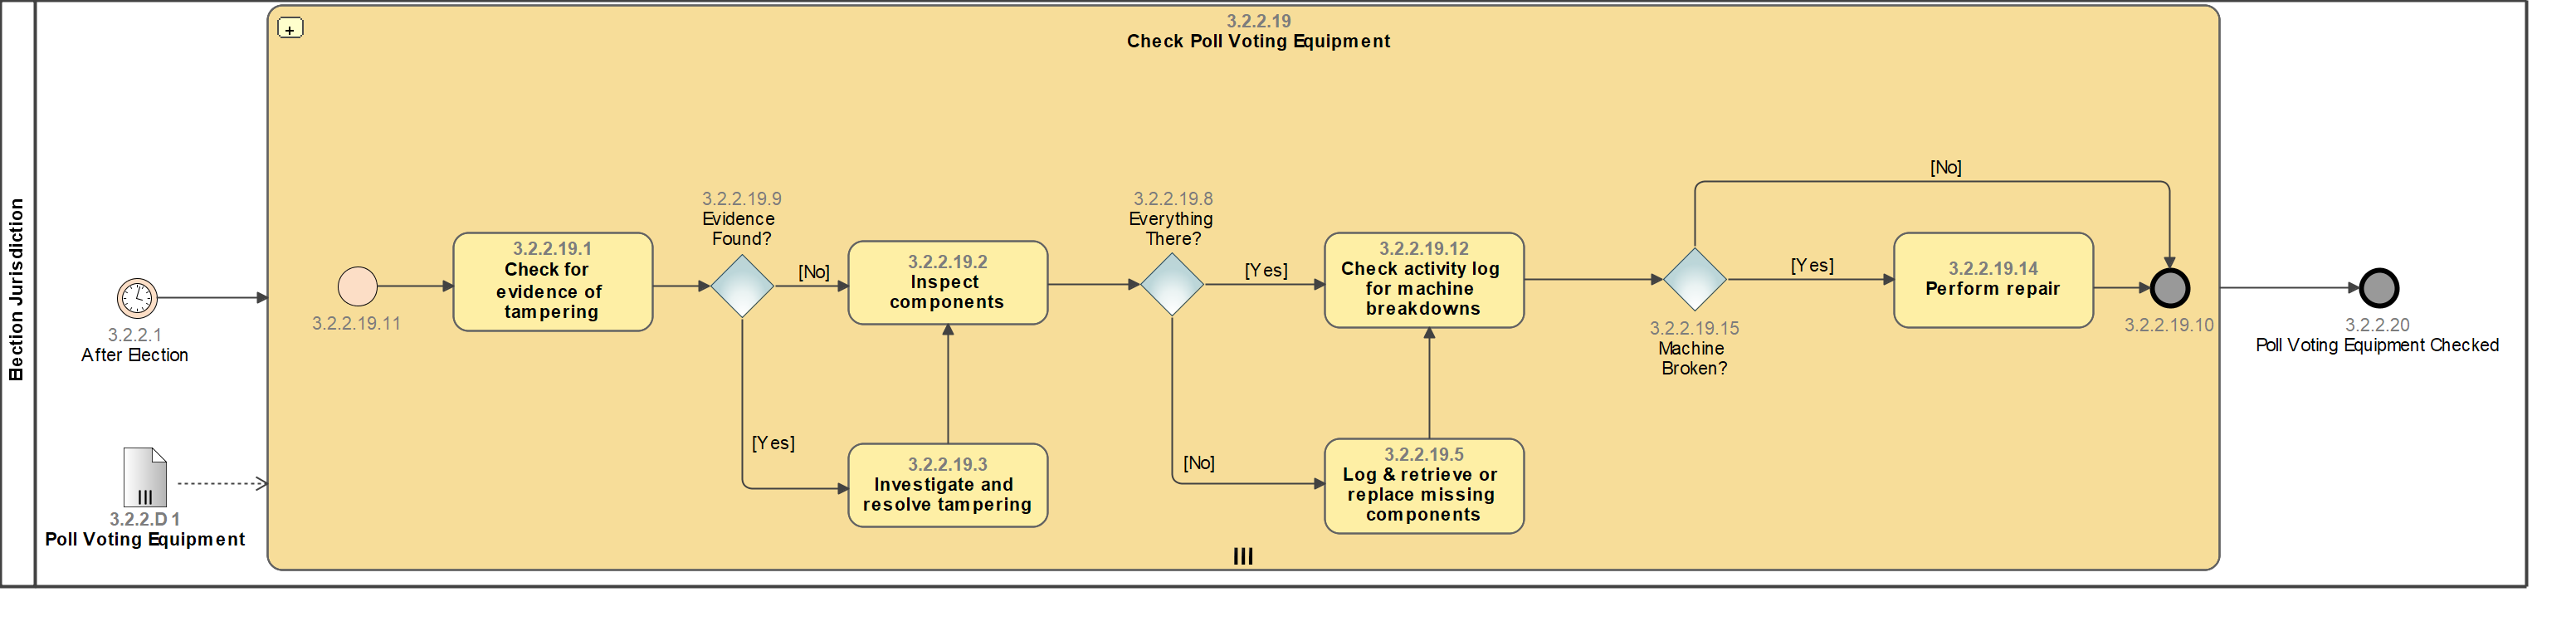 3.2.2.19
Check Poll Voting Equipment
Election Jurisdiction
3.2.2.1
After Election
3.2.2.D1
Poll Voting Equipment
3.2.2.19.11
3.2.2.19.1
Check for
evidence of
tampering
3.2.2.19.9
Evidence
Found?
[No]
[Yes]
3.2.2.19.2
Inspect
components
3.2.2.19.3
Investigate and
resolve tampering
3.2.2.19.8
Everything
There?
[Yes]
[No]
3.2.2.19.12
Check activity log
for machine
breakdowns
3.2.2.19.5
Log & retrieve or
replace missing
components
3.2.2.19.15
Machine
Broken?
[No]
[Yes]
3.2.2.19.14
Perform repair
3.2.2.19.10
3.2.2.20
Poll Voting Equipment Checked